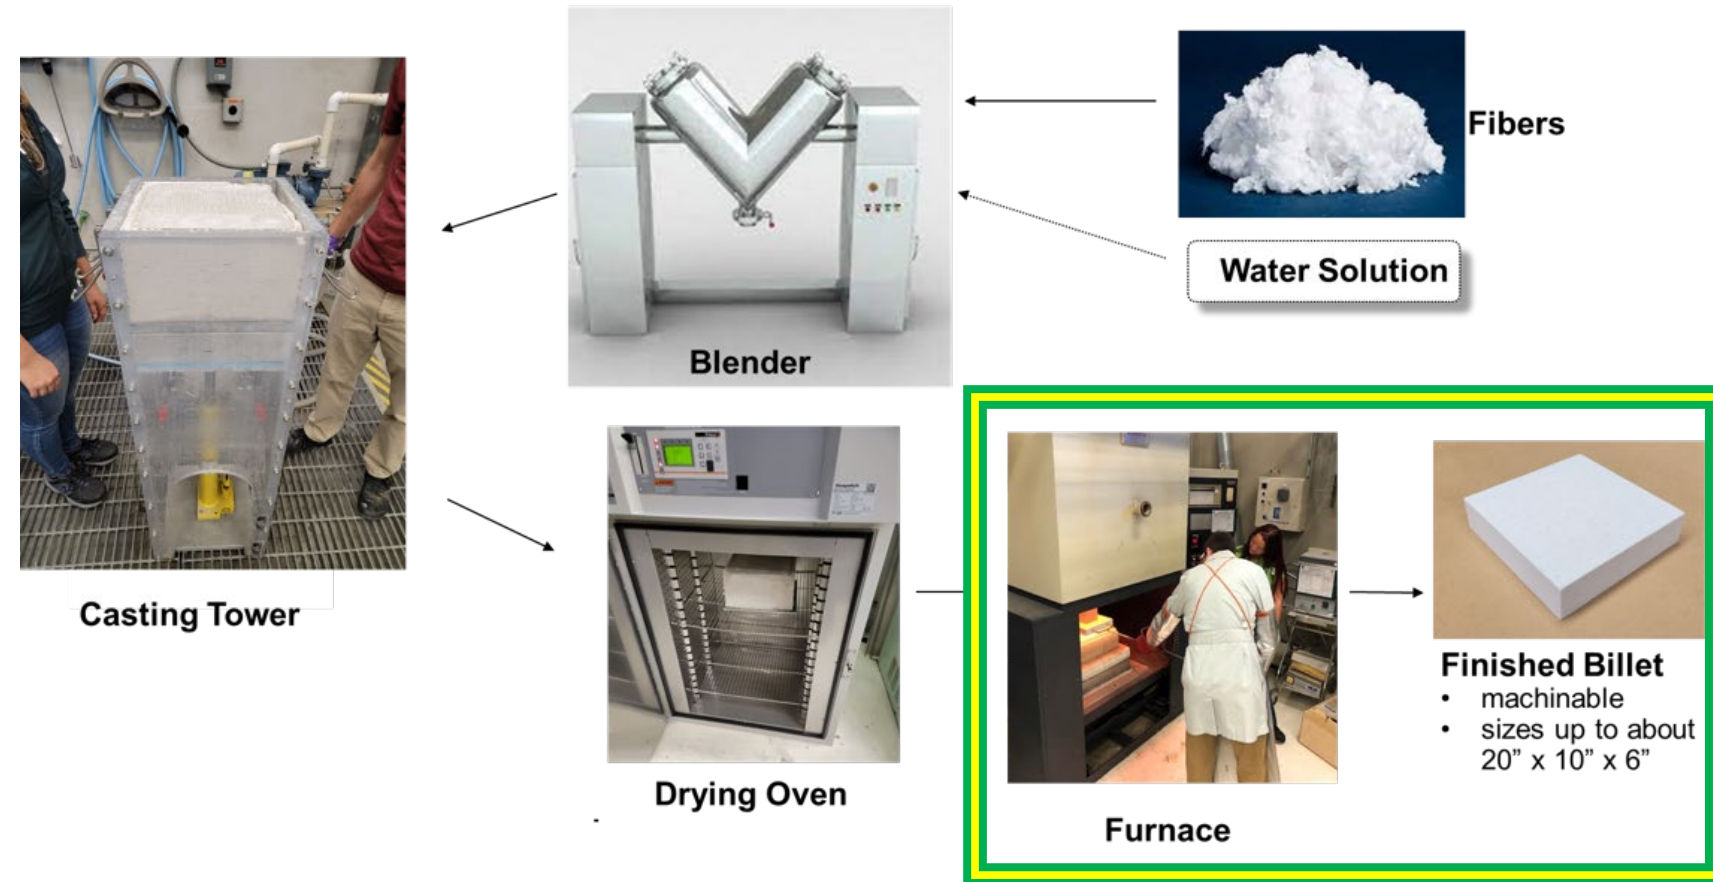 Fibers
Water Solution
Blender
Casting Tower
Drying Oven
Furnace
Finished Billet
• machinable
• sizes up to about
20” x 10” x 6”